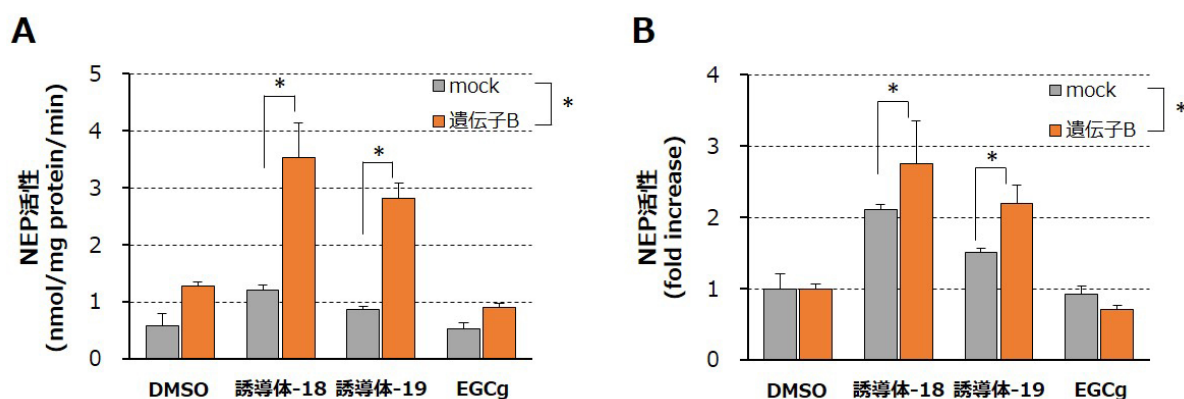 A
NEP活性
(nmol/mg protein/min)
5
4
3
2
1
0
*
*
mock
遺伝子B
*
DMSO
誘導体-18
誘導体-19
EGCg
B
NEP活性
(fold increase)
4
3
2
1
0
*
*
mock
遺伝子B
*
DMSO
誘導体-18
誘導体-19
EGCg